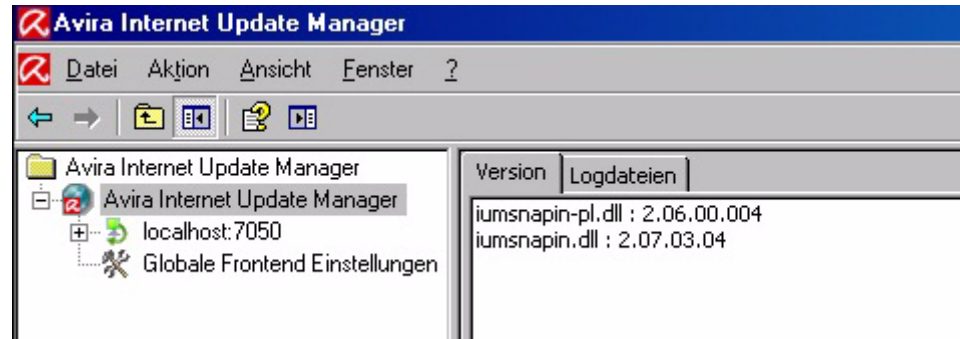 Avira Internet Update Manager
Datei Aktion Ansicht Fenster ?
Avira Internet Update Manager
Avira Internet Update Manager
localhost:7050
Globale Frontend Einstellungen
Version Logdateien
iumsnapin-pl.dll : 2.06.00.004
iumsnapin.dll : 2.07.03.04